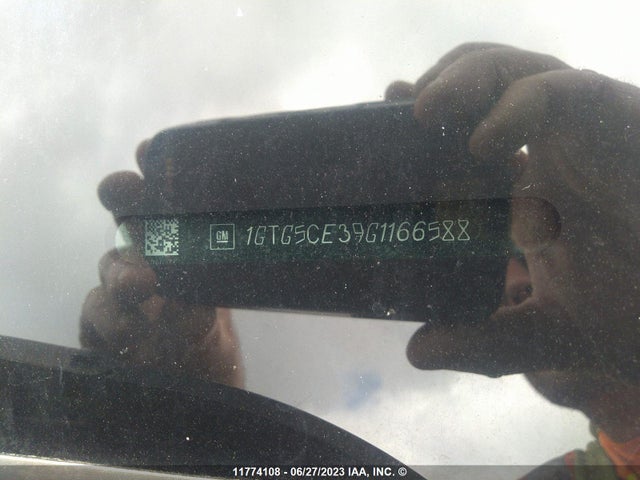 GM 1GTG5CE39G1166588
11774108 - 06/27/2023 IAA, INC. ©